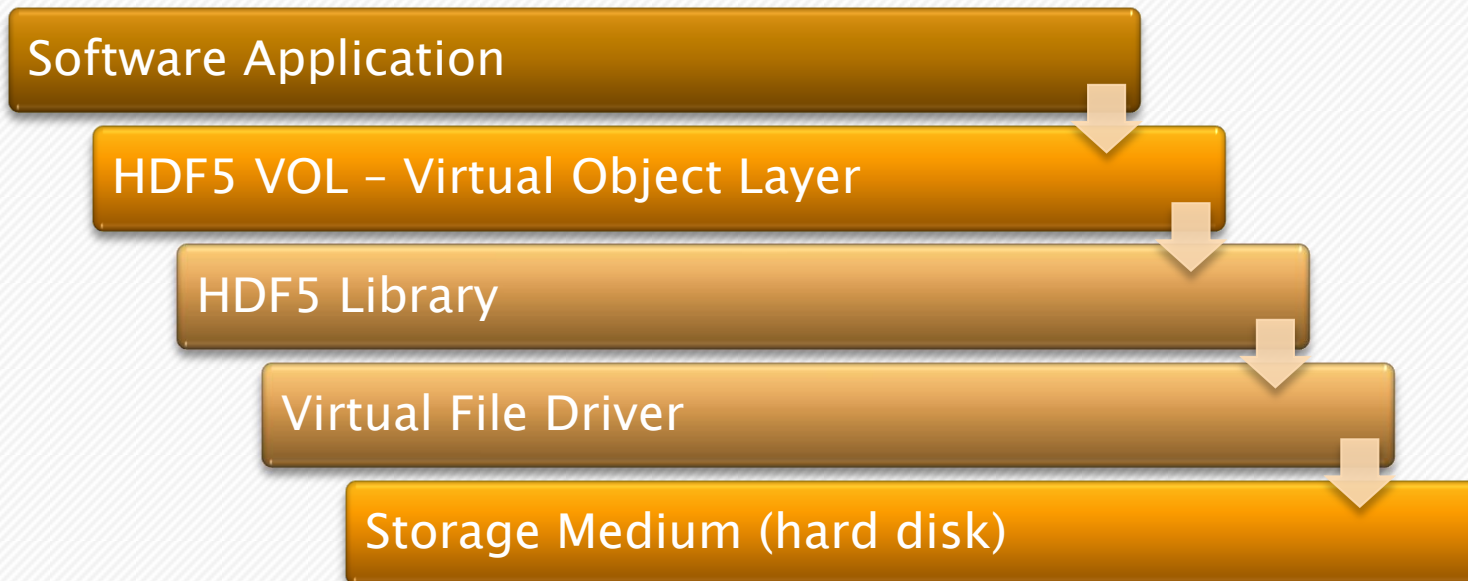 Software Application
HDF5 VOL – Virtual Object Layer
HDF5 Library
Virtual File Driver
Storage Medium (hard disk)